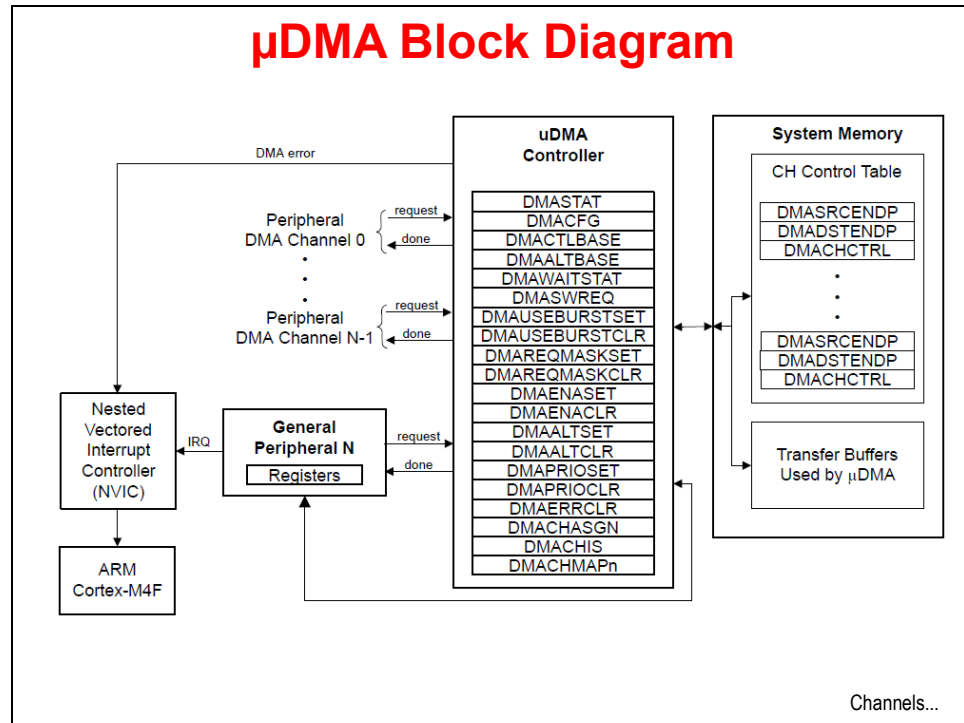 µDMA Block Diagram
DMA error
Peripheral
DMA Channel 0
request
done
Peripheral
DMA Channel N-1
request
done
Nested
Vectored
Interrupt
Controller
(NVIC)
IRQ
General
Peripheral N
Registers
request
done
ARM
Cortex-M4F
uDMA
Controller
DMASTAT
DMACFG
DMACTLBASE
DMAALTBASE
DMAWAITSTAT
DMASWREQ
DMAUSEBURSTSET
DMAUSEBURSTCLR
DMAREQMASKSET
DMAREQMASKCLR
DMAENASET
DMAENACLR
DMAALTSET
DMAALTCLR
DMAPRIOSET
DMAPRIOCLR
DMAERRCLR
DMACHASGN
DMACHIS
DMACHMAPn
System Memory
CH Control Table
DMASRCENDP
DMADSTENDP
DMACHCTRL
DMASRCENDP
DMADSTENDP
DMACHCTRL
Transfer Buffers
Used by µDMA
Channels...